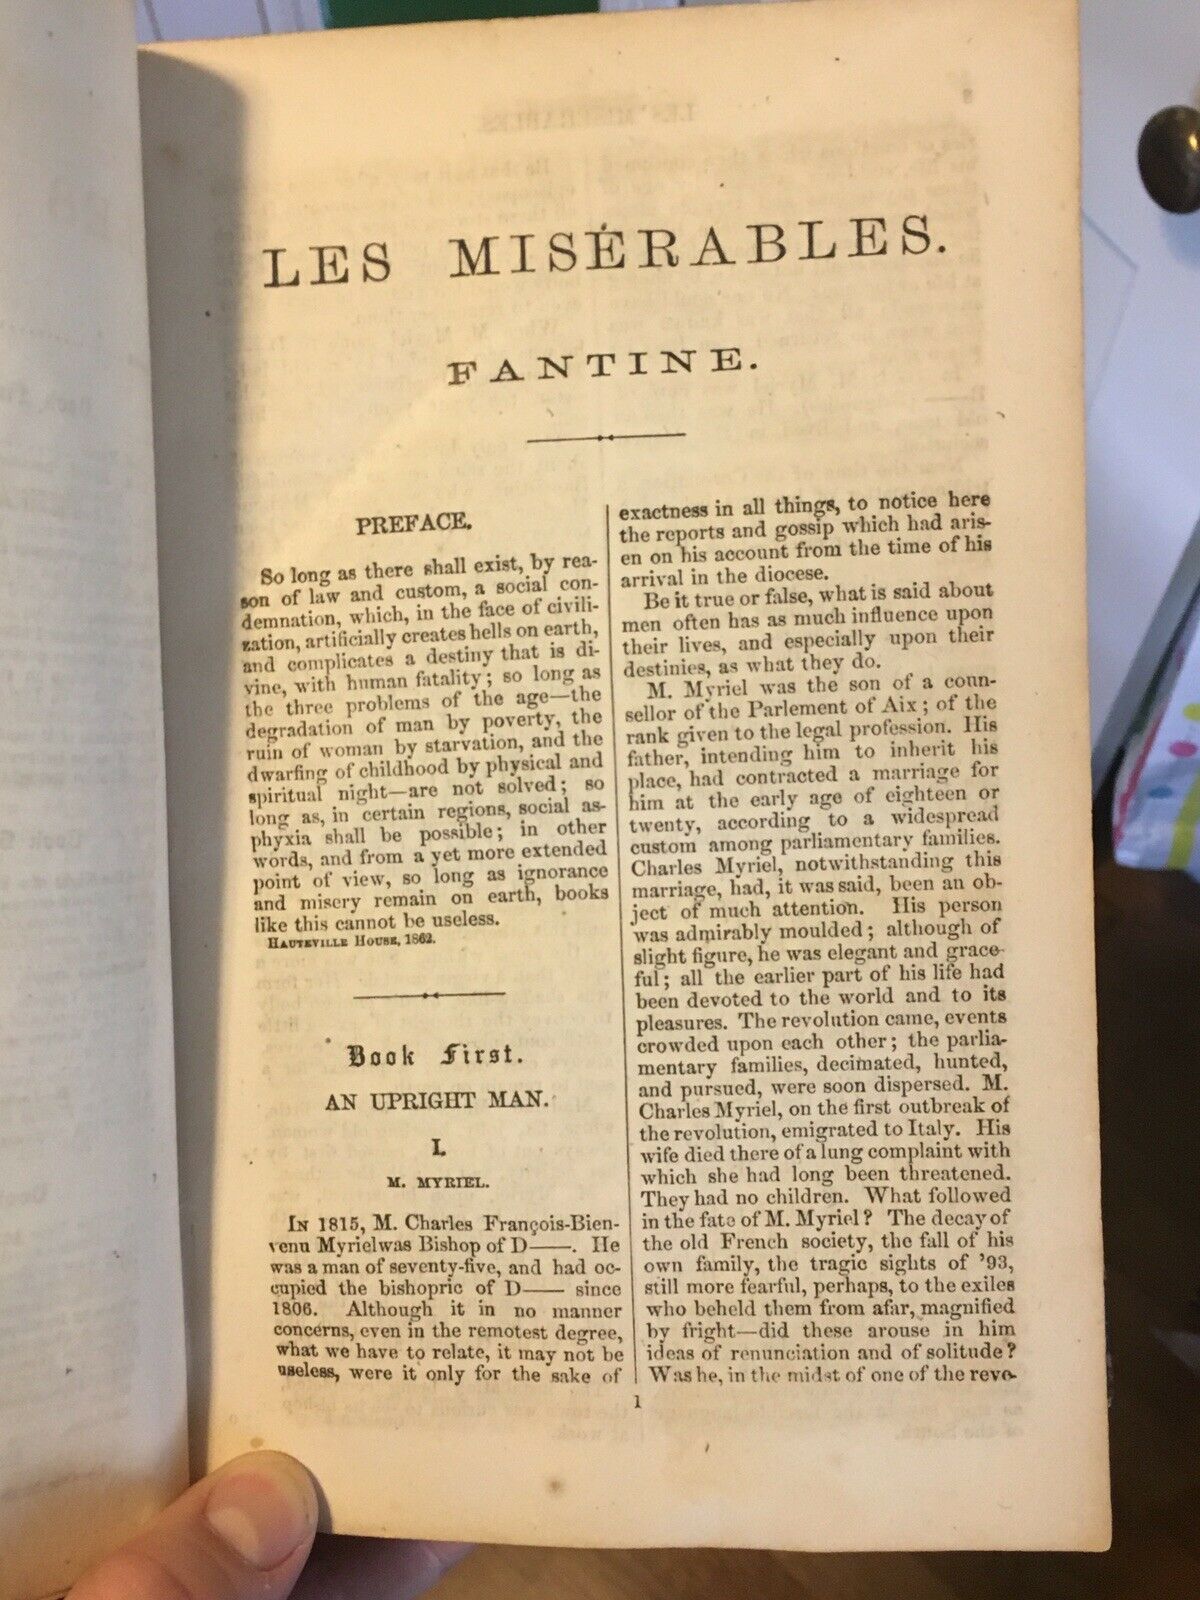 LES MISÉRABLES.
FANTINE.
PREFACE.
So long as there shall exist, by rea-
son of law and custom, a social con-
demnation, which, in the face of civili-
zation, artificially creates hells on earth,
and complicates a destiny that is di-
vine, with human fatality; so long as
the three problems of the age—the
degradation of man by poverty, the
ruin of woman by starvation, and the
dwarfing of childhood by physical and
spiritual night—are not solved; so
long as, in certain regions, social as-
phyxia shall be possible; in other
words, and from a yet more extended
point of view, so long as ignorance
and misery remain on earth, books
like this cannot be useless.
HAUTEVILLE HOUSE, 1862.
Book First.
AN UPRIGHT MAN.
I.
M. MYRIEL.
IN 1815, M. Charles François-Bien-
venu Myrielwas Bishop of D——. He
was a man of seventy-five, and had oc-
cupied the bishopric of D—— since
1806. Although it in no manner
concerns, even in the remotest degree,
what we have to relate, it may not be
useless, were it only for the sake of
exactness in all things, to notice here
the reports and gossip which had aris-
en on his account from the time of his
arrival in the diocese.
Be it true or false, what is said about
men often has as much influence upon
their lives, and especially upon their
destinies, as what they do.
M. Myriel was the son of a coun-
sellor of the Parlement of Aix; of the
rank given to the legal profession. His
father, intending him to inherit his
place, had contracted a marriage for
him at the early age of eighteen or
twenty, according to a widespread
custom among parliamentary families.
Charles Myriel, notwithstanding this
marriage, had, it was said, been an ob-
ject of much attention. His person
was admirably moulded; although of
slight figure, he was elegant and grace-
ful; all the earlier part of his life had
been devoted to the world and to its
pleasures. The revolution came, events
crowded upon each other; the parlia-
mentary families, decimated, hunted,
and pursued, were soon dispersed. M.
Charles Myriel, on the first outbreak of
the revolution, emigrated to Italy. His
wife died there of a lung complaint with
which she had long been threatened.
They had no children. What followed
in the fate of M. Myriel? The decay of
the old French society, the fall of his
own family, the tragic sights of '93,
still more fearful, perhaps, to the exiles
who beheld them from afar, magnified
by fright—did these arouse in him
ideas of renunciation and of solitude?
Was he, in the midst of one of the revo-
1